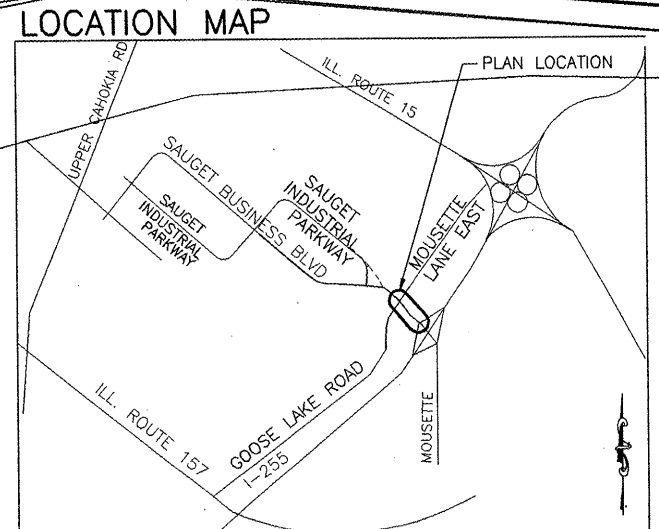 LOCATION MAP
PLAN LOCATION
ILL. ROUTE 15
UPPER CAHOKIA RD
SAUGET BUSINESS BLVD
SAUGET
INDUSTRIAL
PARKWAY
SAUGET
INDUSTRIAL
PARKWAY
MOUSETTE
LANE EAST
GOOSE LAKE ROAD
I-255
ILL. ROUTE 157
MOUSETTE